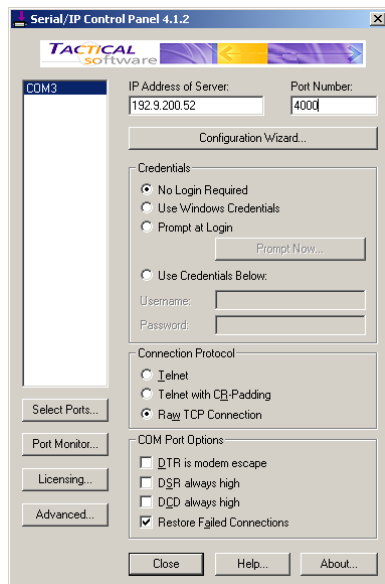 Serial/IP Control Panel 4.1.2
TACTICAL
software
COM3
IP Address of Server:
Port Number:
192.9.200.52
4000
Configuration Wizard...
Credentials
No Login Required
Use Windows Credentials
Prompt at Login
Prompt Now...
Use Credentials Below:
Username:
Password:
Connection Protocol
Telnet
Telnet with CR-Padding
Raw TCP Connection
Select Ports...
Port Monitor...
Licensing...
Advanced...
COM Port Options
DTR is modem escape
DSR always high
DCD always high
Restore Failed Connections
Close
Help...
About...